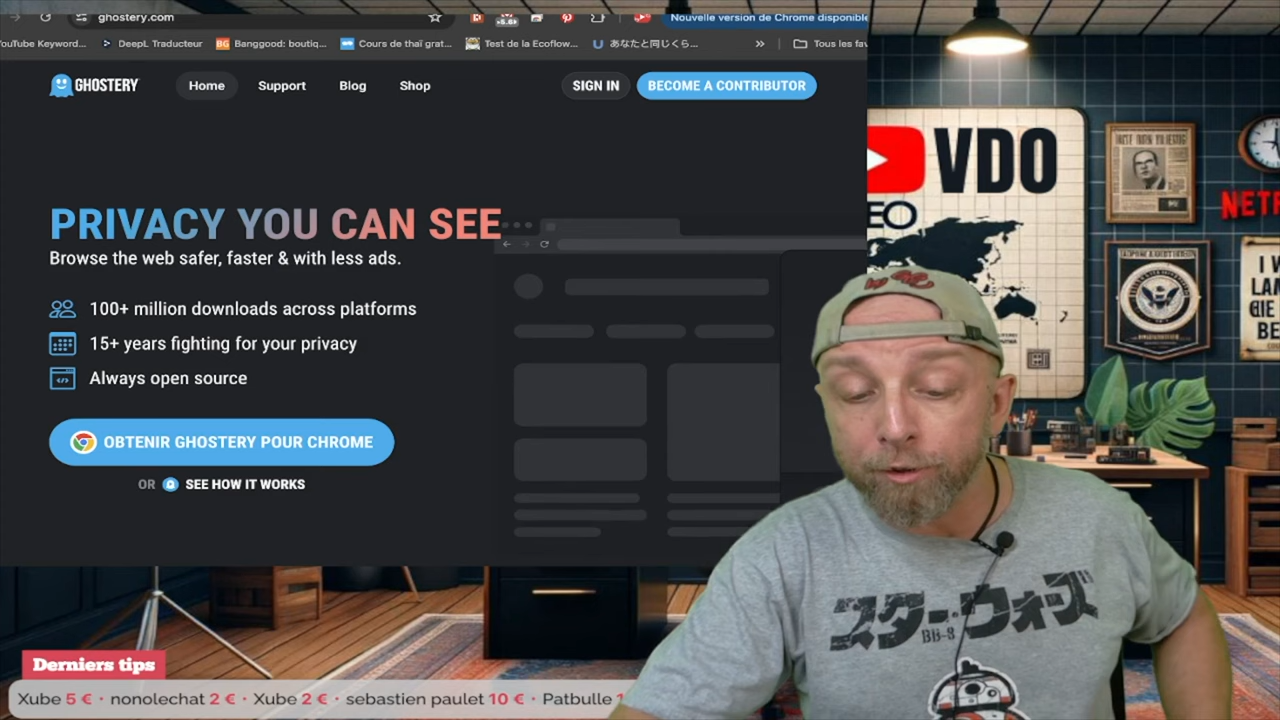 ghostery.com
Nouvelle version de Chrome disponible
YouTube Keyword...
DeepL Traducteur
BG Banggood: boutiq...
Cours de thaï grat...
Test de la Ecoflow...
あなたと同じくら...
»
Tous les fav
GHOSTERY
Home
Support
Blog
Shop
SIGN IN
BECOME A CONTRIBUTOR
PRIVACY YOU CAN SEE
Browse the web safer, faster & with less ads.
100+ million downloads across platforms
15+ years fighting for your privacy
Always open source
OBTENIR GHOSTERY POUR CHROME
OR SEE HOW IT WORKS
VDO
EO
NETF
I W
LAM
BE
スター・ウォーズ
BB-8
Derniers tips
Xube 5 € · nonolechat 2 € · Xube 2 € · sebastien paulet 10 € · Patbulle 1